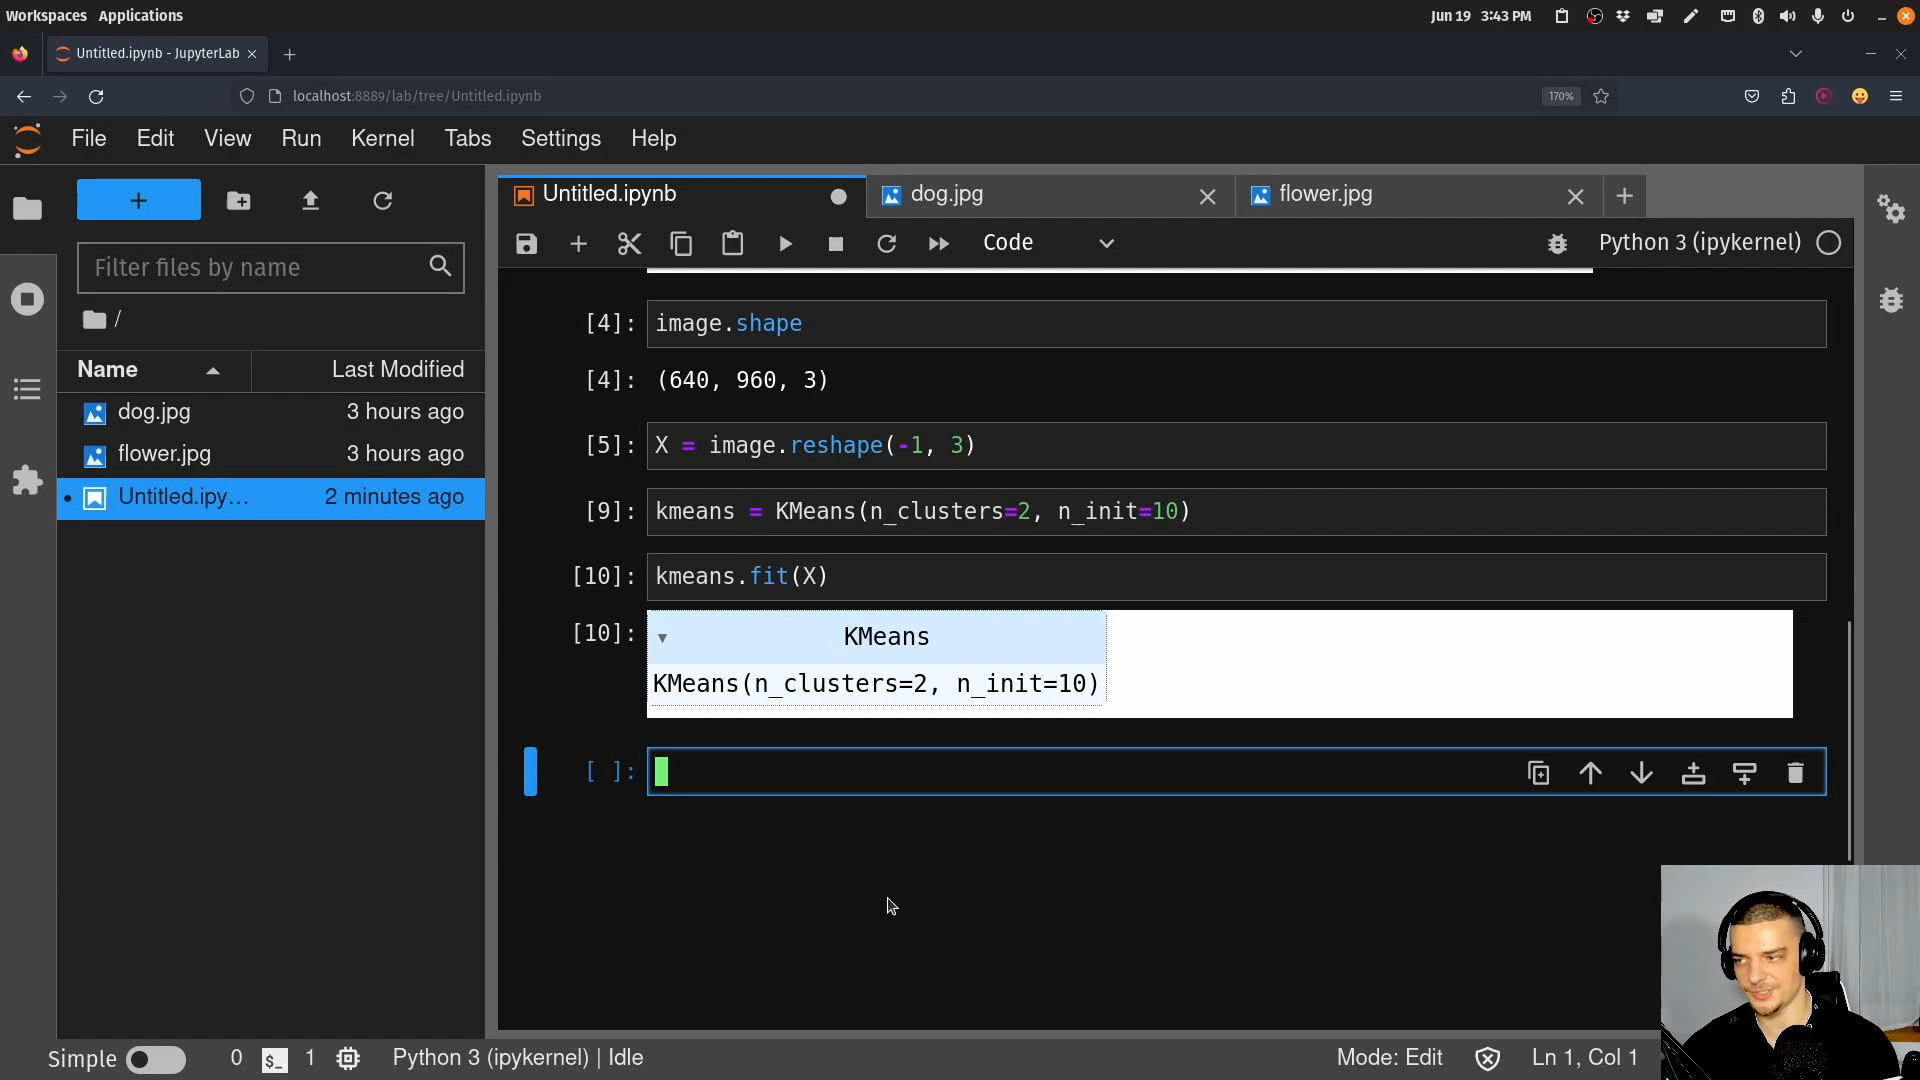 Workspaces Applications
Jun 19 3:43 PM
Untitled.ipynb - JupyterLab
localhost:8889/lab/tree/Untitled.ipynb
170%
File Edit View Run Kernel Tabs Settings Help
Filter files by name
/
Name Last Modified
dog.jpg 3 hours ago
flower.jpg 3 hours ago
Untitled.ipy… 2 minutes ago
Untitled.ipynb dog.jpg flower.jpg
Code Python 3 (ipykernel)
[4]: image.shape
[4]: (640, 960, 3)
[5]: X = image.reshape(-1, 3)
[9]: kmeans = KMeans(n_clusters=2, n_init=10)
[10]: kmeans.fit(X)
[10]: KMeans
KMeans(n_clusters=2, n_init=10)
[ ]:
Simple 0 $_ 1 Python 3 (ipykernel) | Idle Mode: Edit Ln 1, Col 1